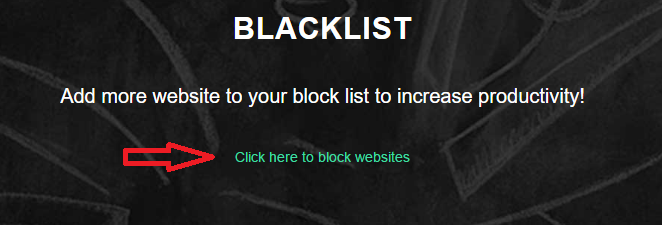 BLACKLIST
Add more website to your block list to increase productivity!
Click here to block websites